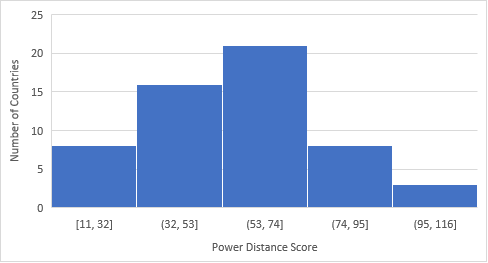 Number of Countries
25
20
15
10
5
0
[11, 32] (32, 53] (53, 74] (74, 95] (95, 116]
Power Distance Score